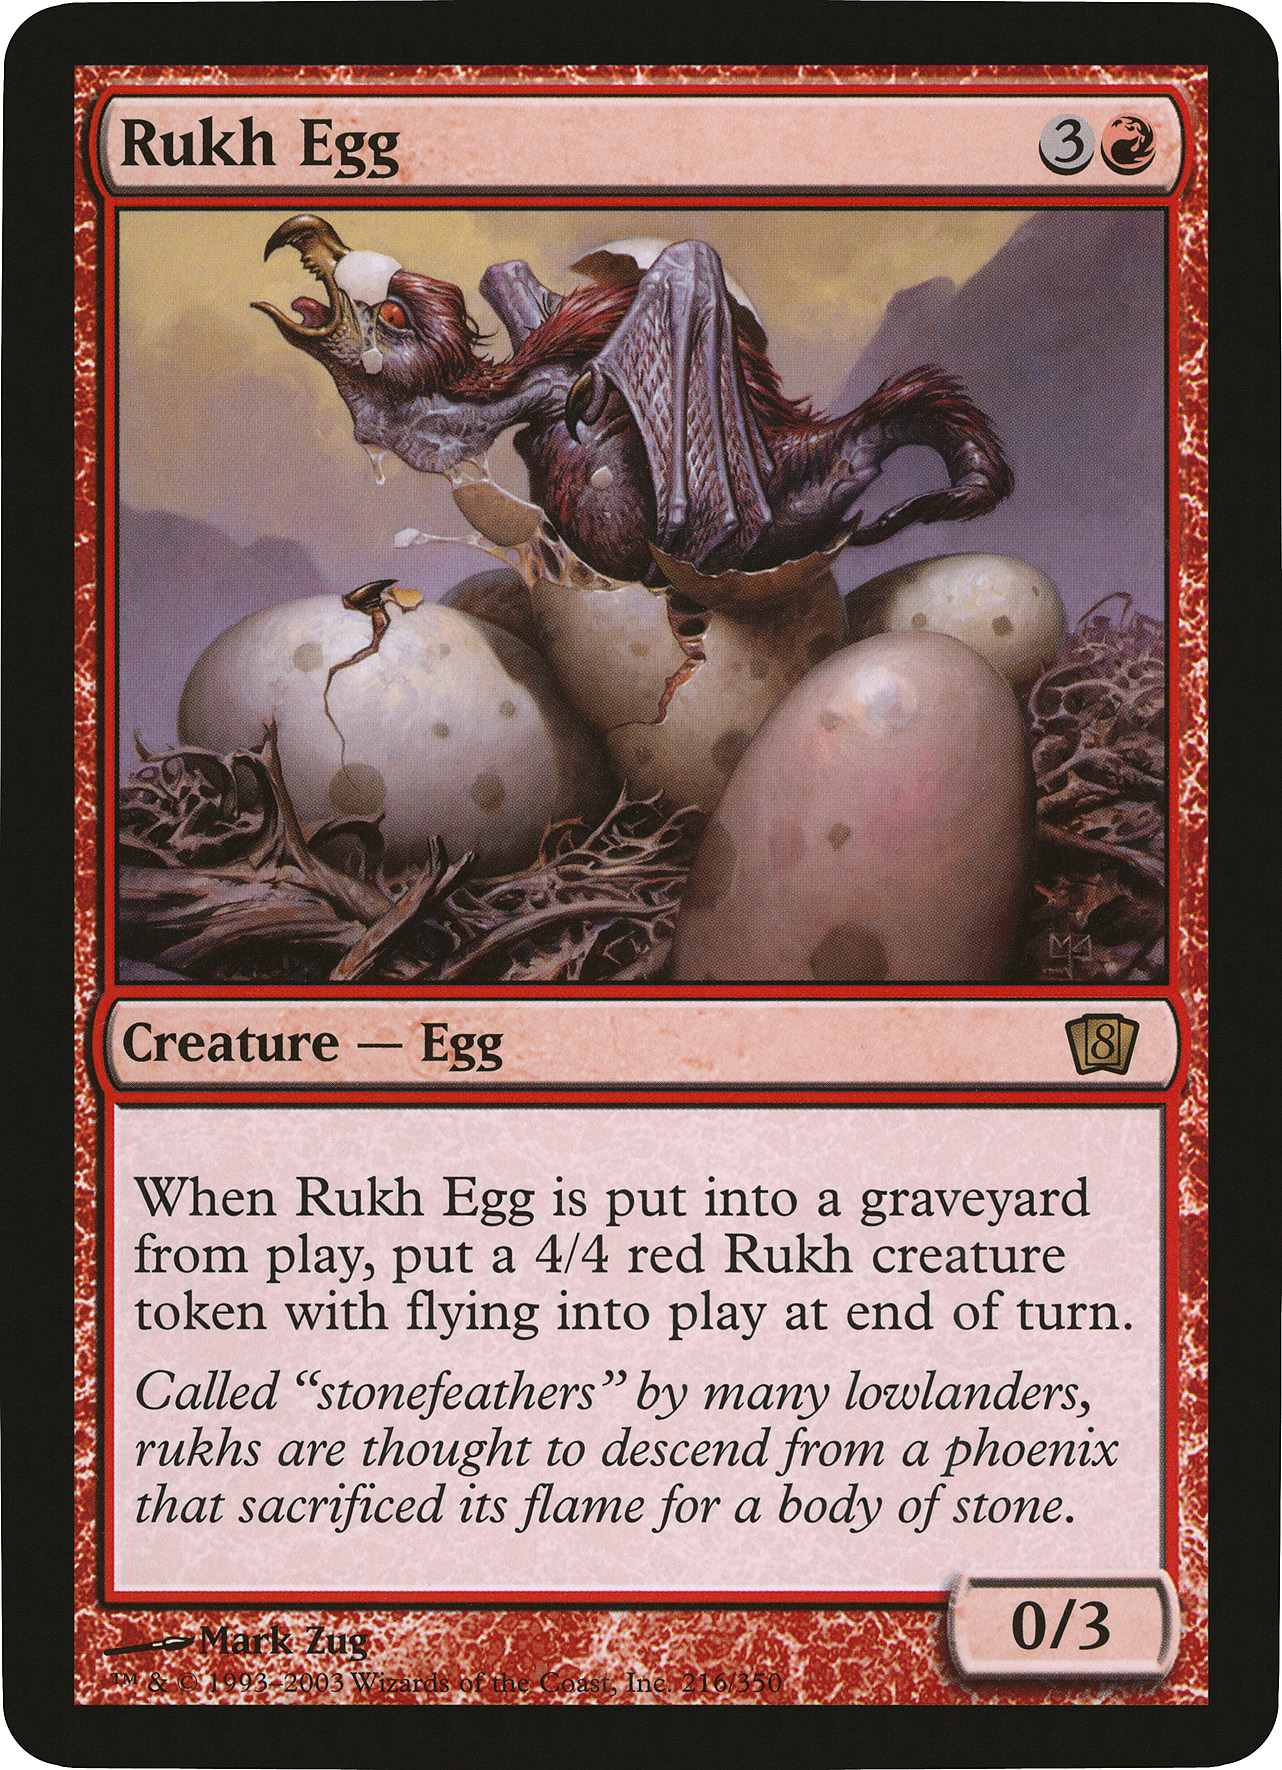 Rukh Egg 3
Creature — Egg 8
When Rukh Egg is put into a graveyard
from play, put a 4/4 red Rukh creature
token with flying into play at end of turn.
Called “stonefeathers” by many lowlanders,
rukhs are thought to descend from a phoenix
that sacrificed its flame for a body of stone.
0/3
Mark Zug
™ & © 1993–2003 Wizards of the Coast, Inc. 216/350